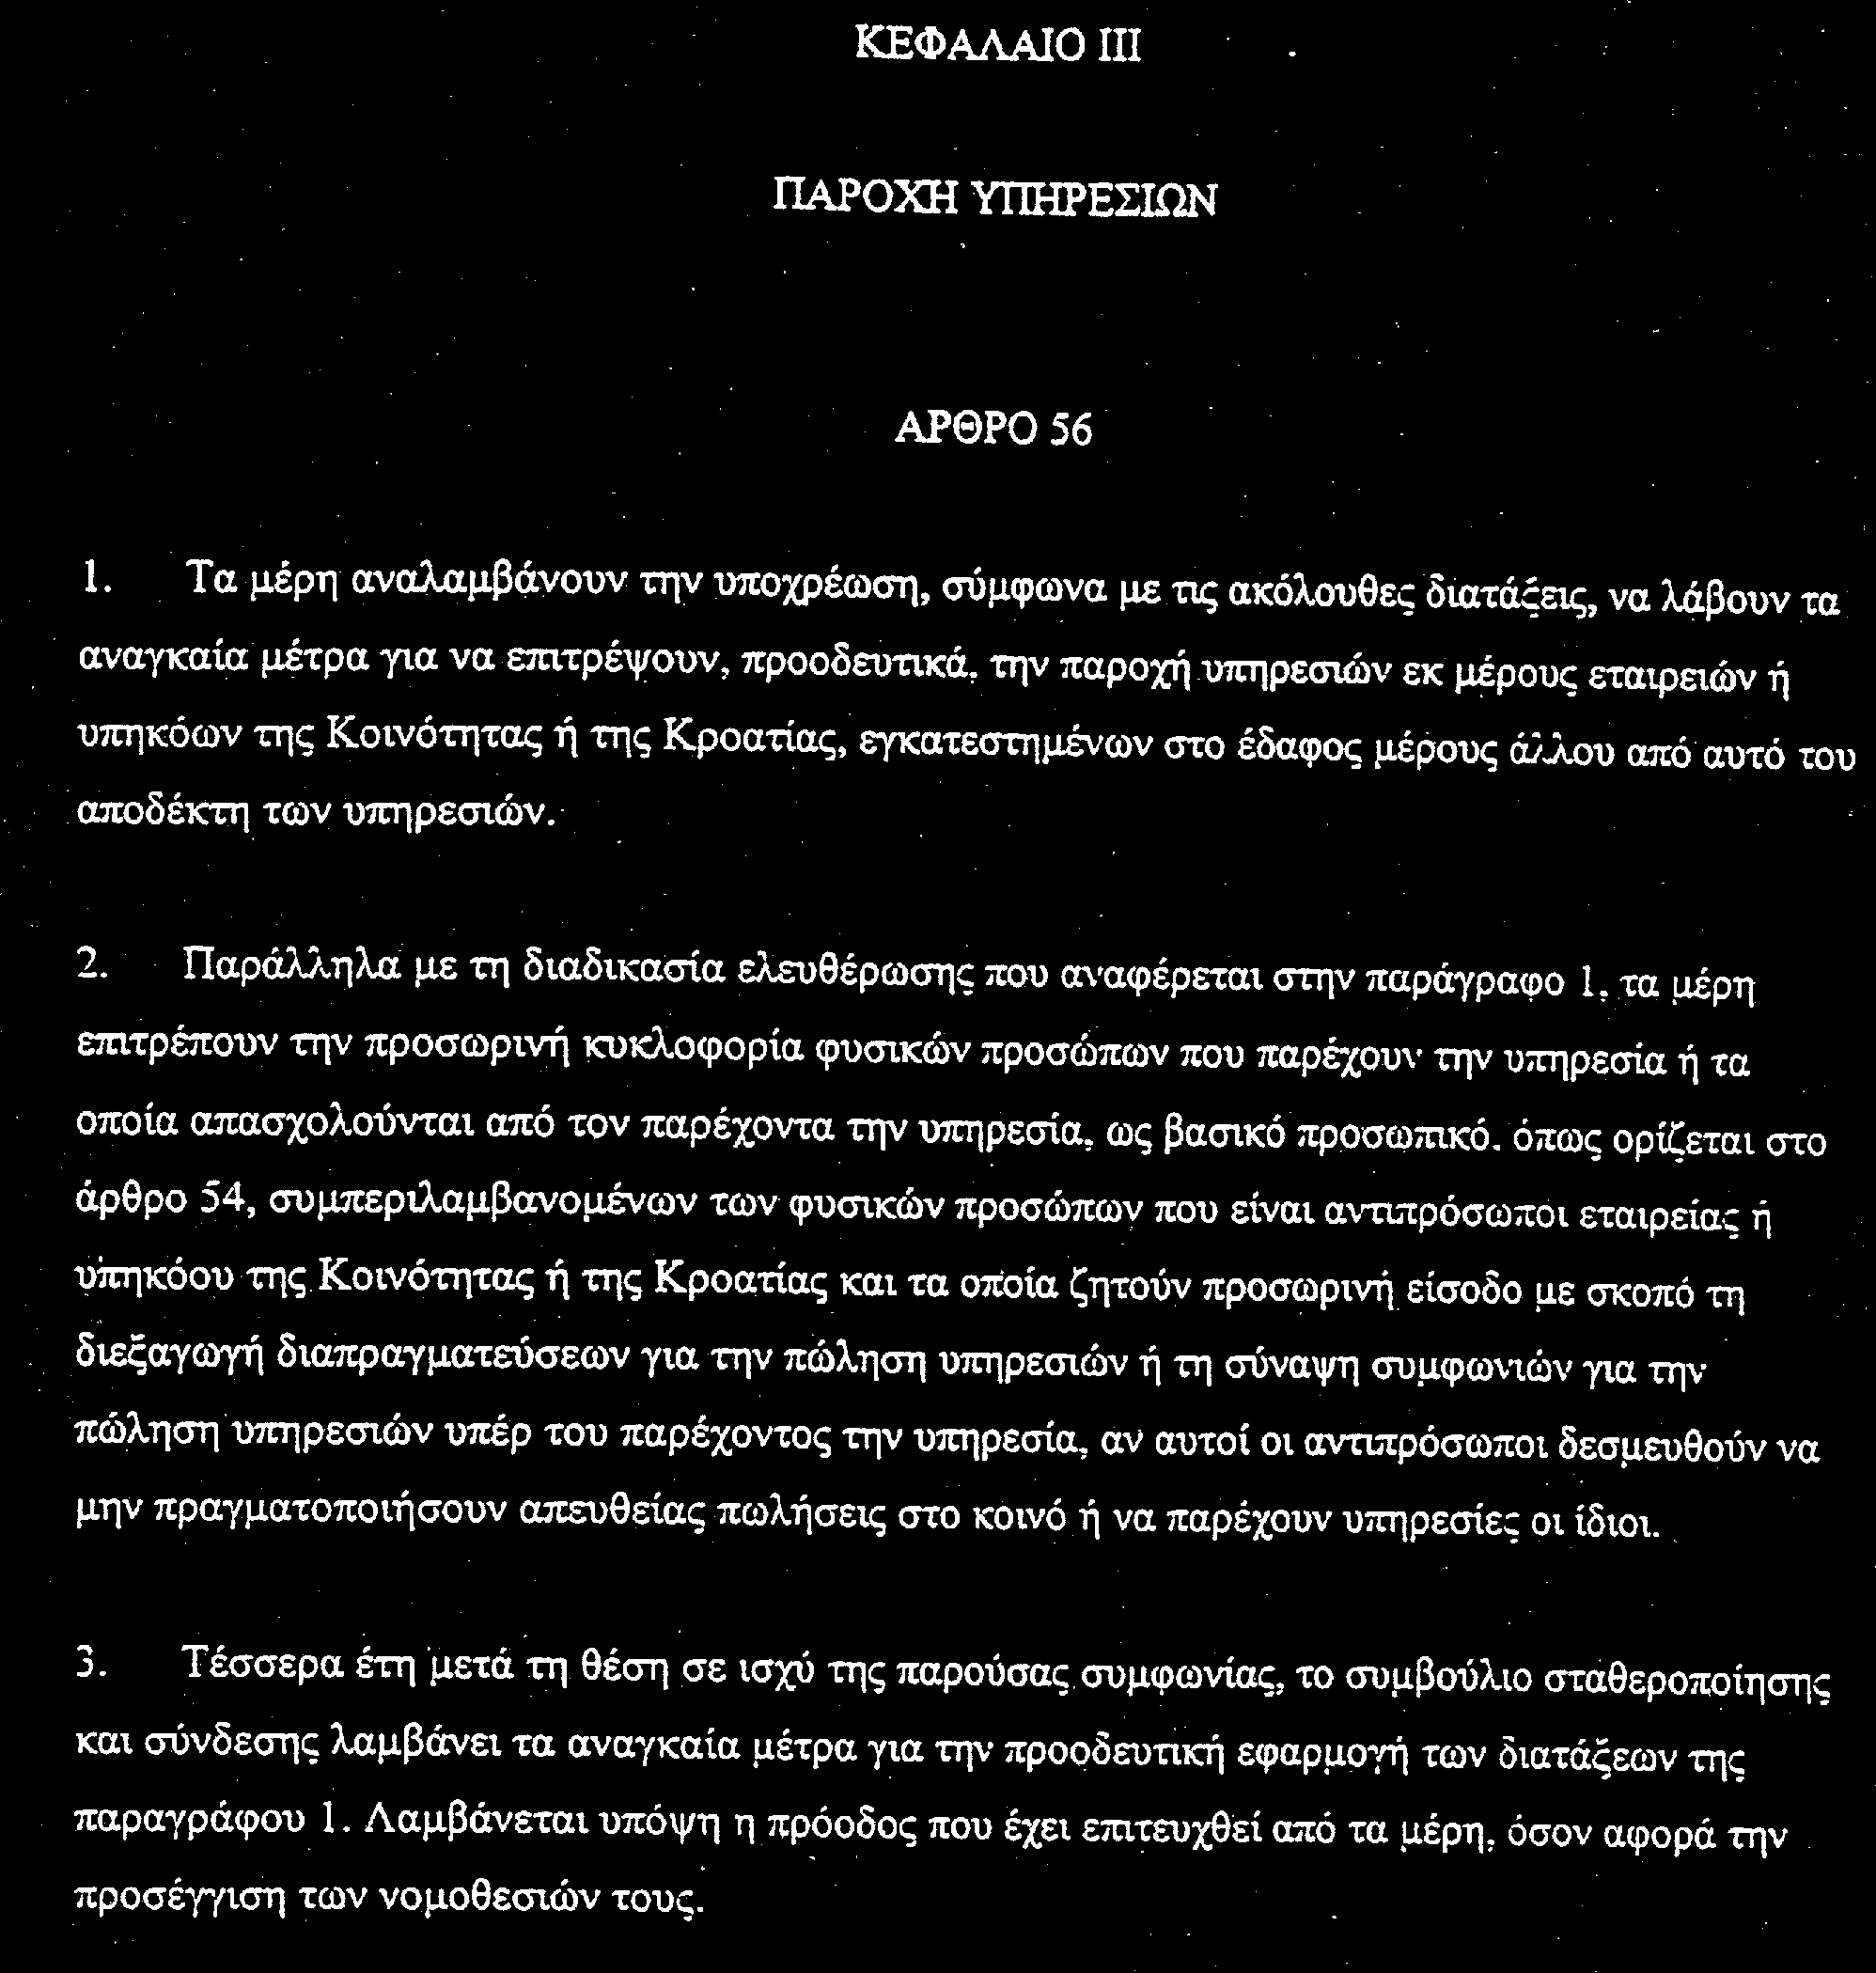 ΚΕΦΑΛΑΙΟ ΙΙΙ
ΠΑΡΟΧΗ ΥΠΗΡΕΣΙΩΝ
ΑΡΘΡΟ 56
1. Τα μέρη αναλαμβάνουν την υποχρέωση, σύμφωνα με τις ακόλουθες διατάξεις, να λάβουν τα
αναγκαία μέτρα για να επιτρέψουν, προοδευτικά, την παροχή υπηρεσιών εκ μέρους εταιρειών ή
υπηκόων της Κοινότητας ή της Κροατίας, εγκατεστημένων στο έδαφος μέρους άλλου από αυτό του
αποδέκτη των υπηρεσιών.
2. Παράλληλα με τη διαδικασία ελευθέρωσης που αναφέρεται στην παράγραφο 1, τα μέρη
επιτρέπουν την προσωρινή κυκλοφορία φυσικών προσώπων που παρέχουν την υπηρεσία ή τα
οποία απασχολούνται από τον παρέχοντα την υπηρεσία, ως βασικό προσωπικό, όπως ορίζεται στο
άρθρο 54, συμπεριλαμβανομένων των φυσικών προσώπων που είναι αντιπρόσωποι εταιρείας ή
υπηκόου της Κοινότητας ή της Κροατίας και τα οποία ζητούν προσωρινή είσοδο με σκοπό τη
διεξαγωγή διαπραγματεύσεων για την πώληση υπηρεσιών ή τη σύναψη συμφωνιών για την
πώληση υπηρεσιών υπέρ του παρέχοντος την υπηρεσία, αν αυτοί οι αντιπρόσωποι δεσμευθούν να
μην πραγματοποιήσουν απευθείας πωλήσεις στο κοινό ή να παρέχουν υπηρεσίες οι ίδιοι.
3. Τέσσερα έτη μετά τη θέση σε ισχύ της παρούσας συμφωνίας, το συμβούλιο σταθεροποίησης
και σύνδεσης λαμβάνει τα αναγκαία μέτρα για την προοδευτική εφαρμογή των διατάξεων της
παραγράφου 1. Λαμβάνεται υπόψη η πρόοδος που έχει επιτευχθεί από τα μέρη, όσον αφορά την
προσέγγιση των νομοθεσιών τους.